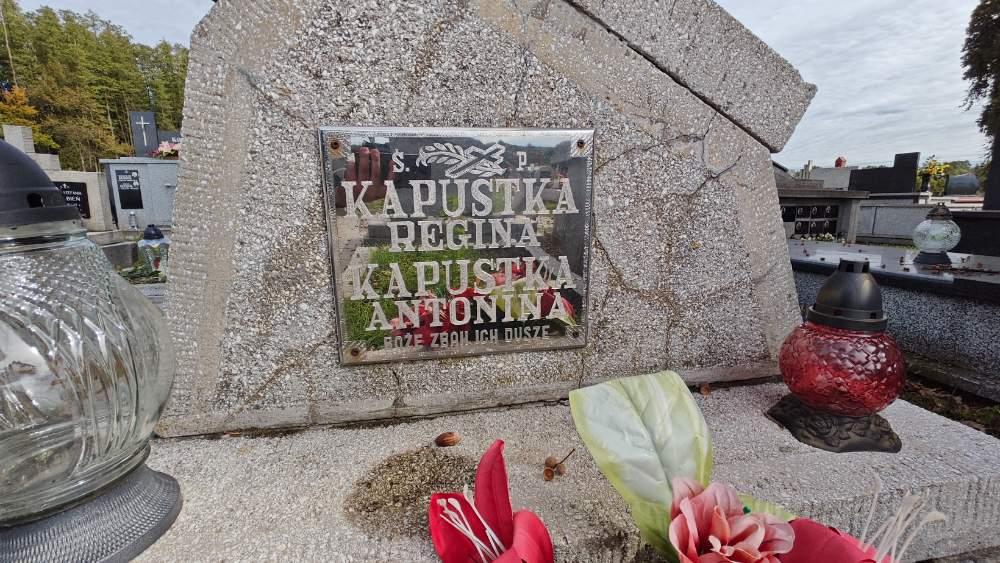 Ś. P.
KAPUSTKA
REGINA
KAPUSTKA
ANTONINA
BOŻE ZBAW ICH DUSZE